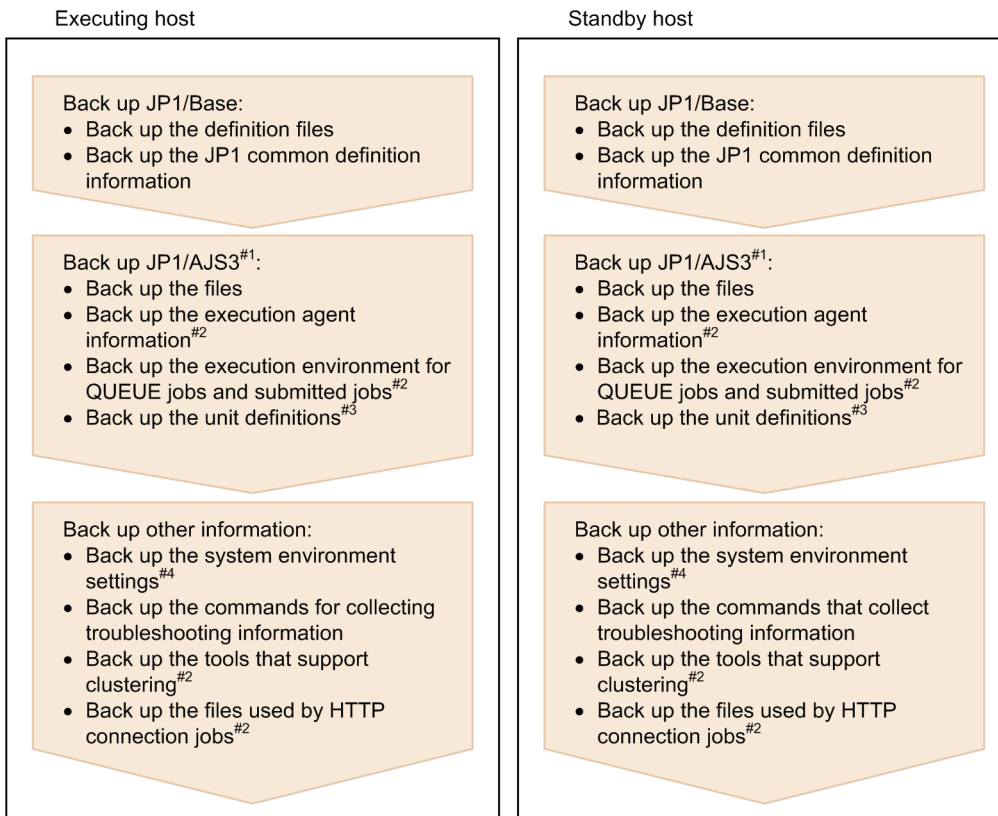 Executing host
Back up JP1/Base:
• Back up the definition files
• Back up the JP1 common definition
information
Back up JP1/AJS3#1:
• Back up the files
• Back up the execution agent
information#2
• Back up the execution environment for
QUEUE jobs and submitted jobs#2
• Back up the unit definitions#3
Back up other information:
• Back up the system environment
settings#4
• Back up the commands for collecting
troubleshooting information
• Back up the tools that support
clustering#2
• Back up the files used by HTTP
connection jobs#2
Standby host
Back up JP1/Base:
• Back up the definition files
• Back up the JP1 common definition
information
Back up JP1/AJS3#1:
• Back up the files
• Back up the execution agent
information#2
• Back up the execution environment for
QUEUE jobs and submitted jobs#2
• Back up the unit definitions#3
Back up other information:
• Back up the system environment
settings#4
• Back up the commands that collect
troubleshooting information
• Back up the tools that support
clustering#2
• Back up the files used by HTTP
connection jobs#2